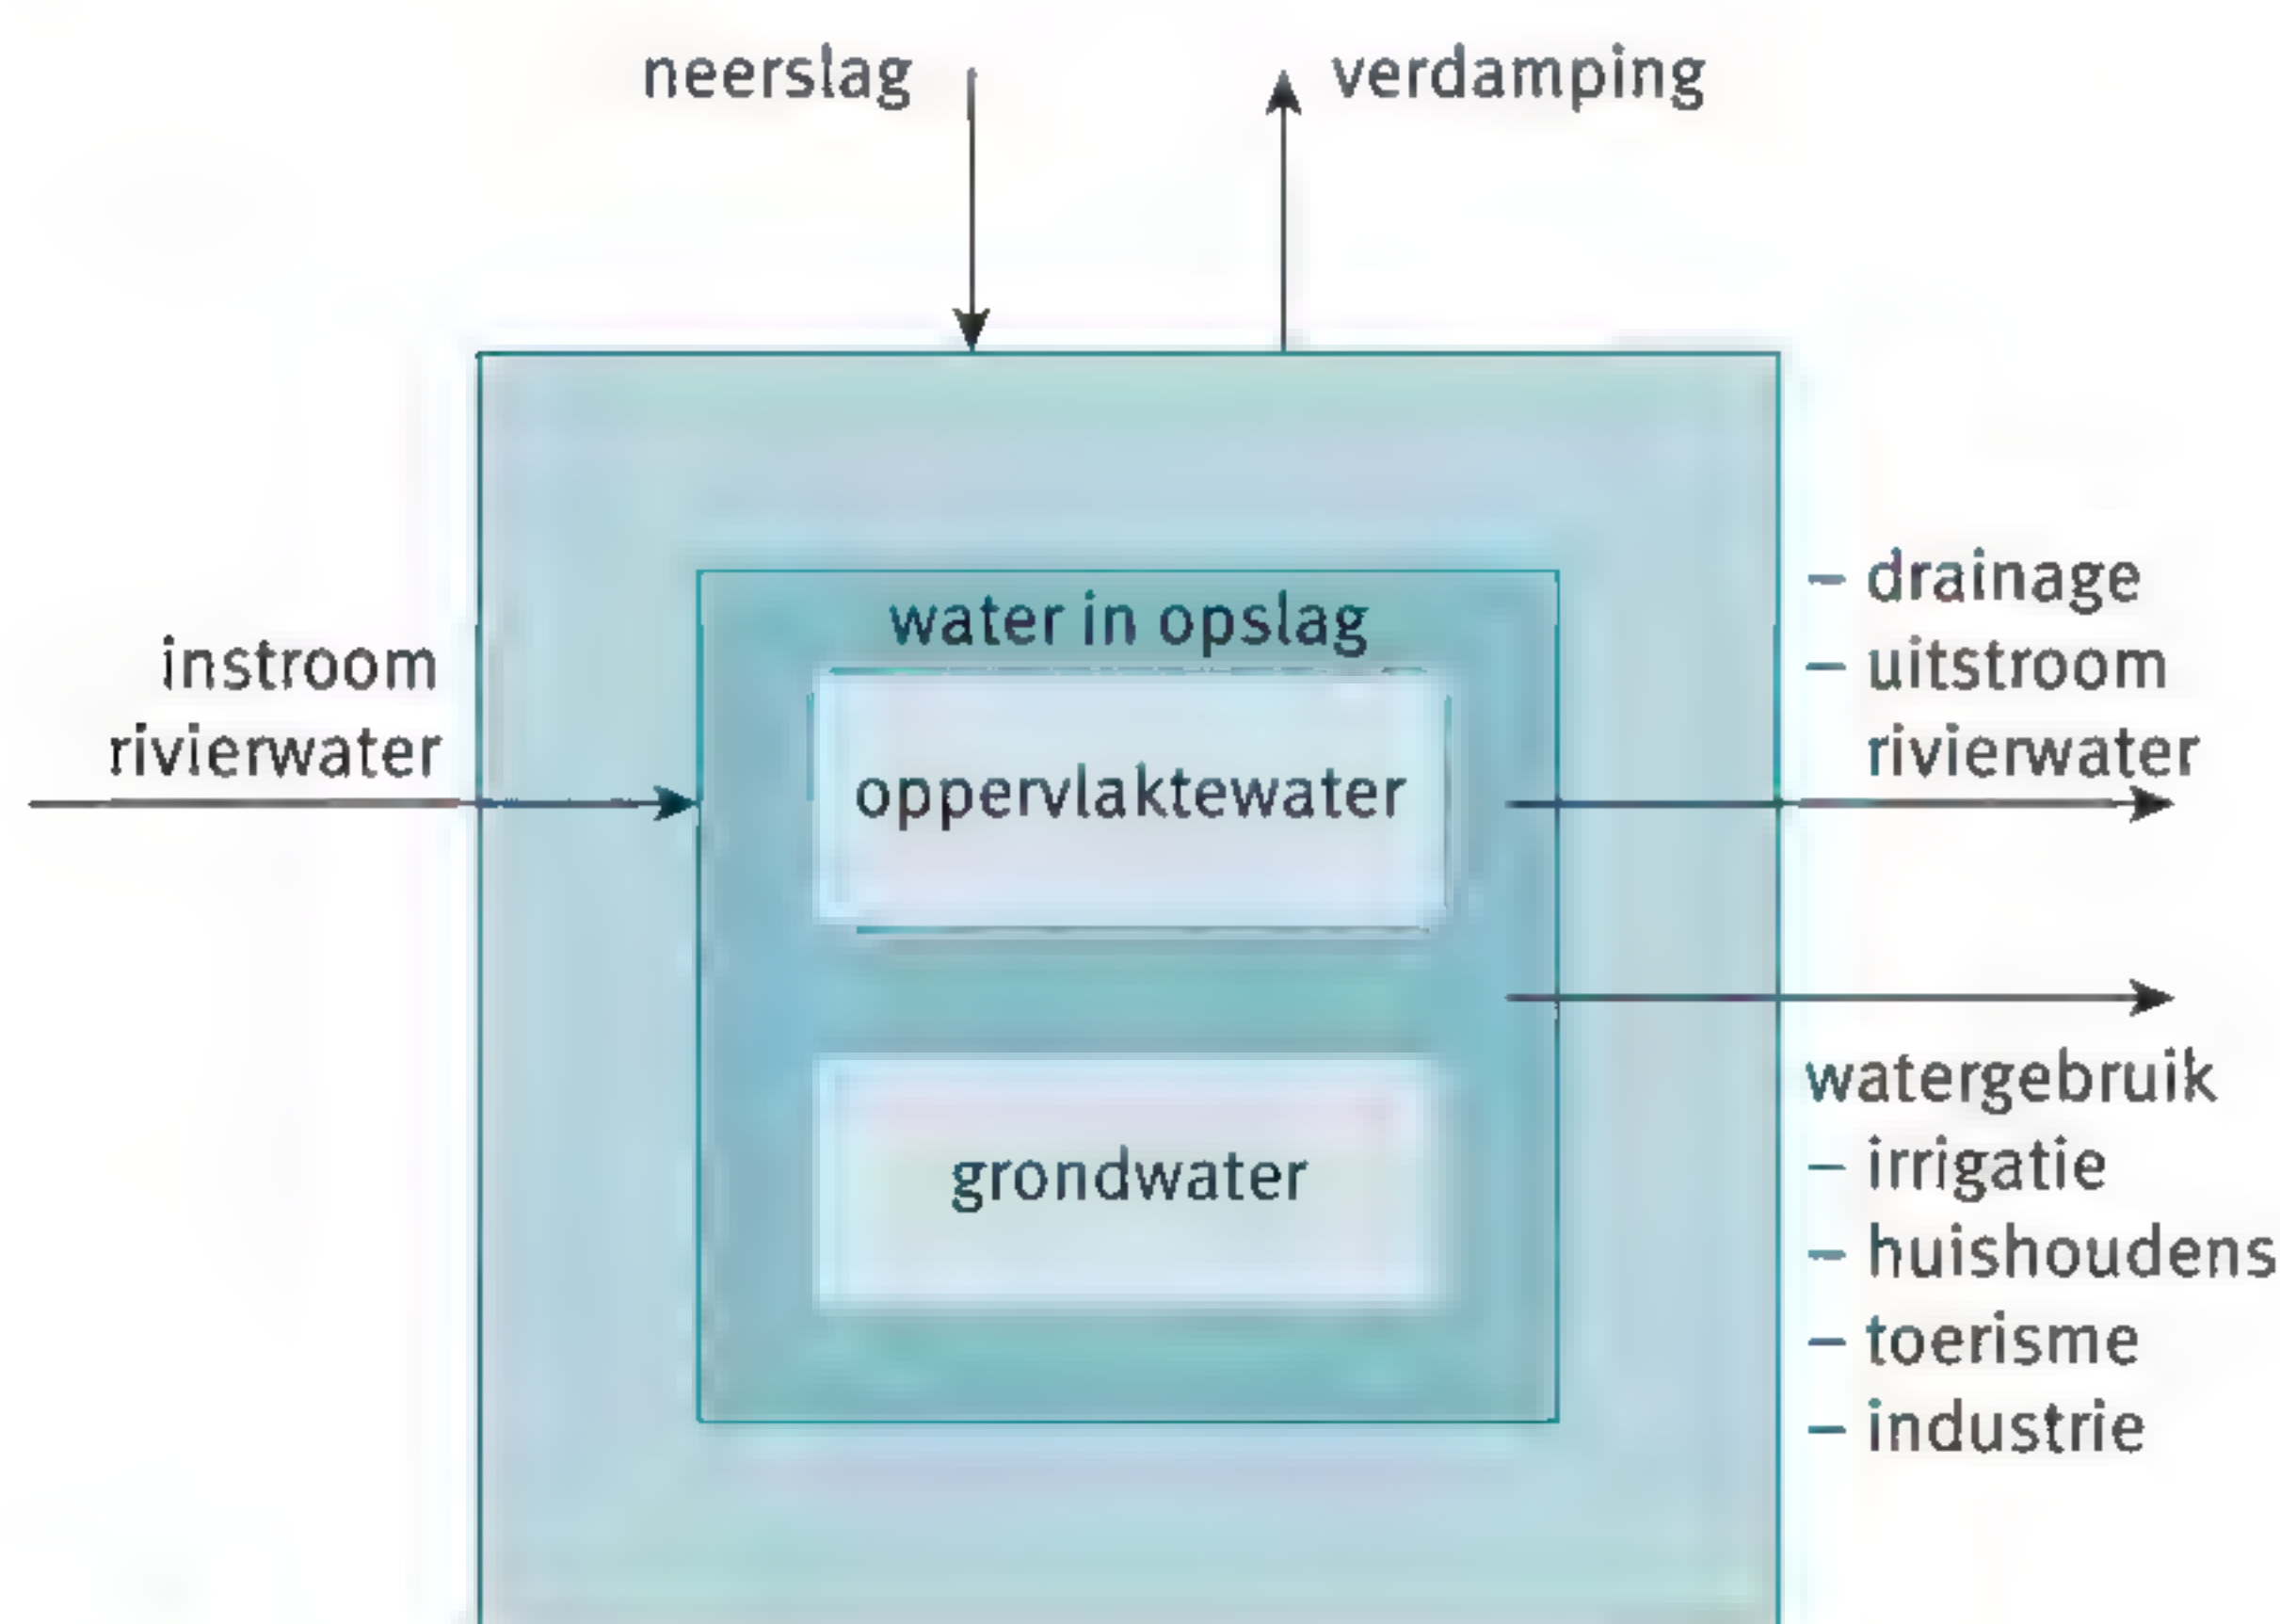 neerslag
verdamping
instroom
rivierwater
water in opslag
oppervlaktewater
grondwater
– drainage
– uitstroom
rivierwater
watergebruik
– irrigatie
– huishoudens
– toerisme
– industrie